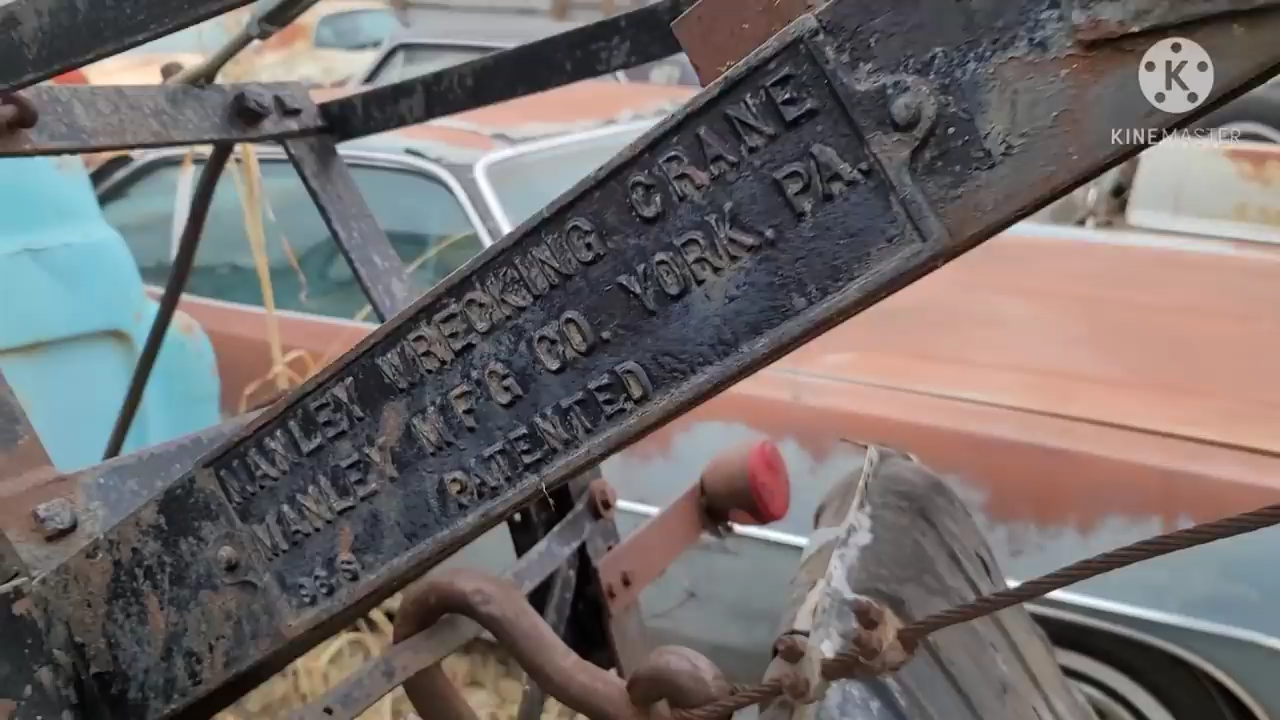 MANLEY WRECKING CRANE
MANLEY MFG CO. YORK. PA.
PATENTED
K
KINEMASTER